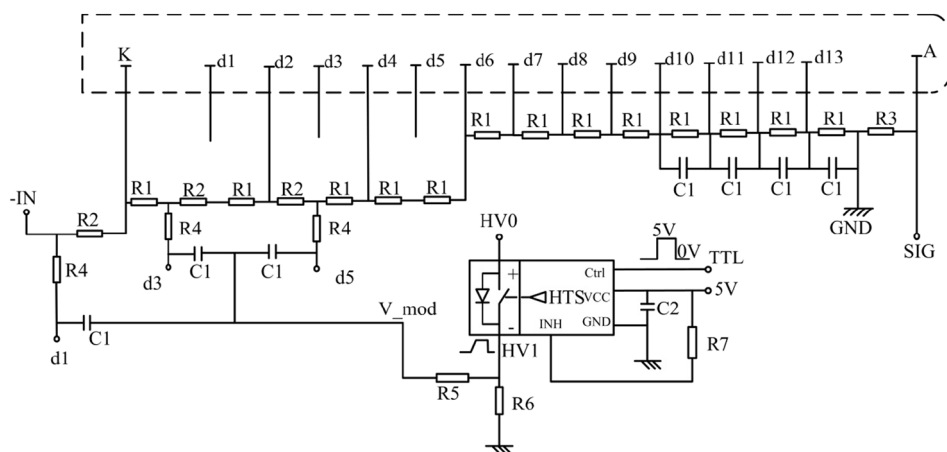 K d1 d2 d3 d4 d5 d6 d7 d8 d9 d10 d11 d12 d13 A
R1 R1 R1 R1 R1 R1 R1 R1 R3
C1 C1 C1 C1
R1 R2 R1 R2 R1 R1 R1
-IN
R2
R4 R4 R4
C1 C1
d3 d5
GND
SIG
HV0
5V
0V
TTL
Ctrl
+
HTS
VCC
5V
C2
GND
-
INH
R7
V_mod
C1
d1
HV1
R5
R6